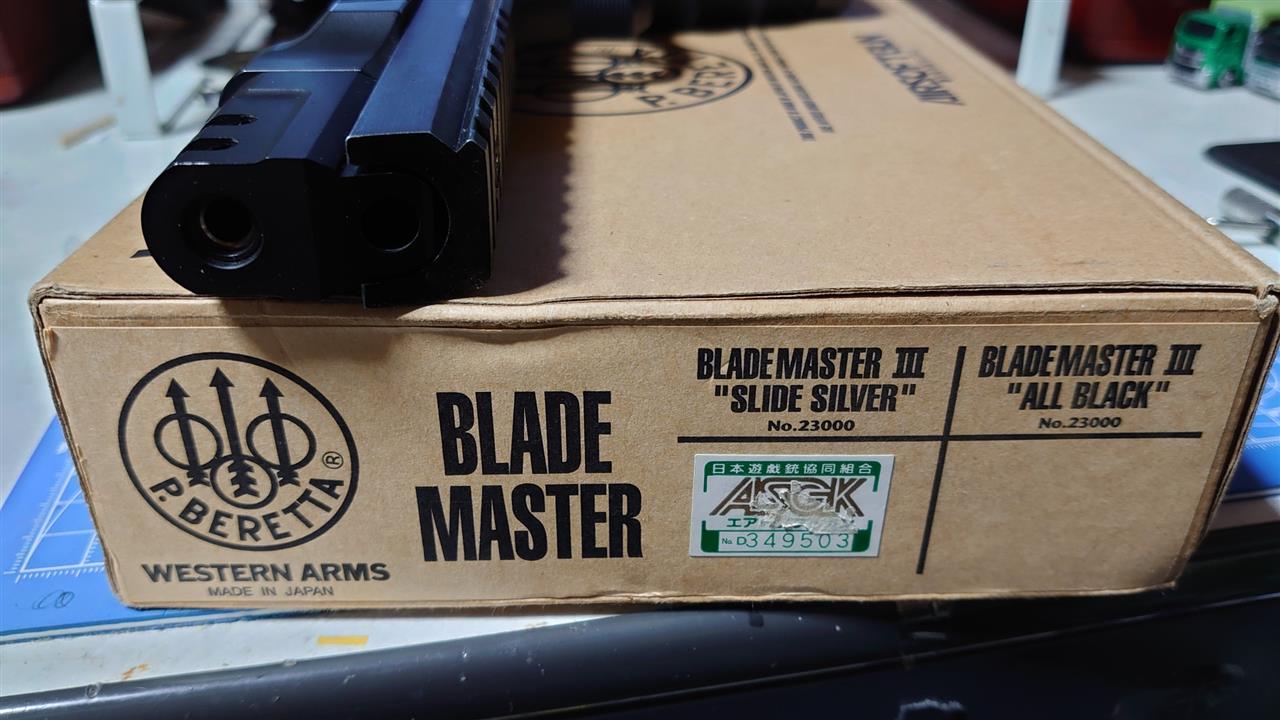 P. BERETTA
P. BERETTA®
WESTERN ARMS
MADE IN JAPAN
BLADE
MASTER
BLADE MASTER III
"SLIDE SILVER"
No.23000
BLADE MASTER III
"ALL BLACK"
No.23000
日本遊戯銃協同組合
ASGK
エア
No. D349503